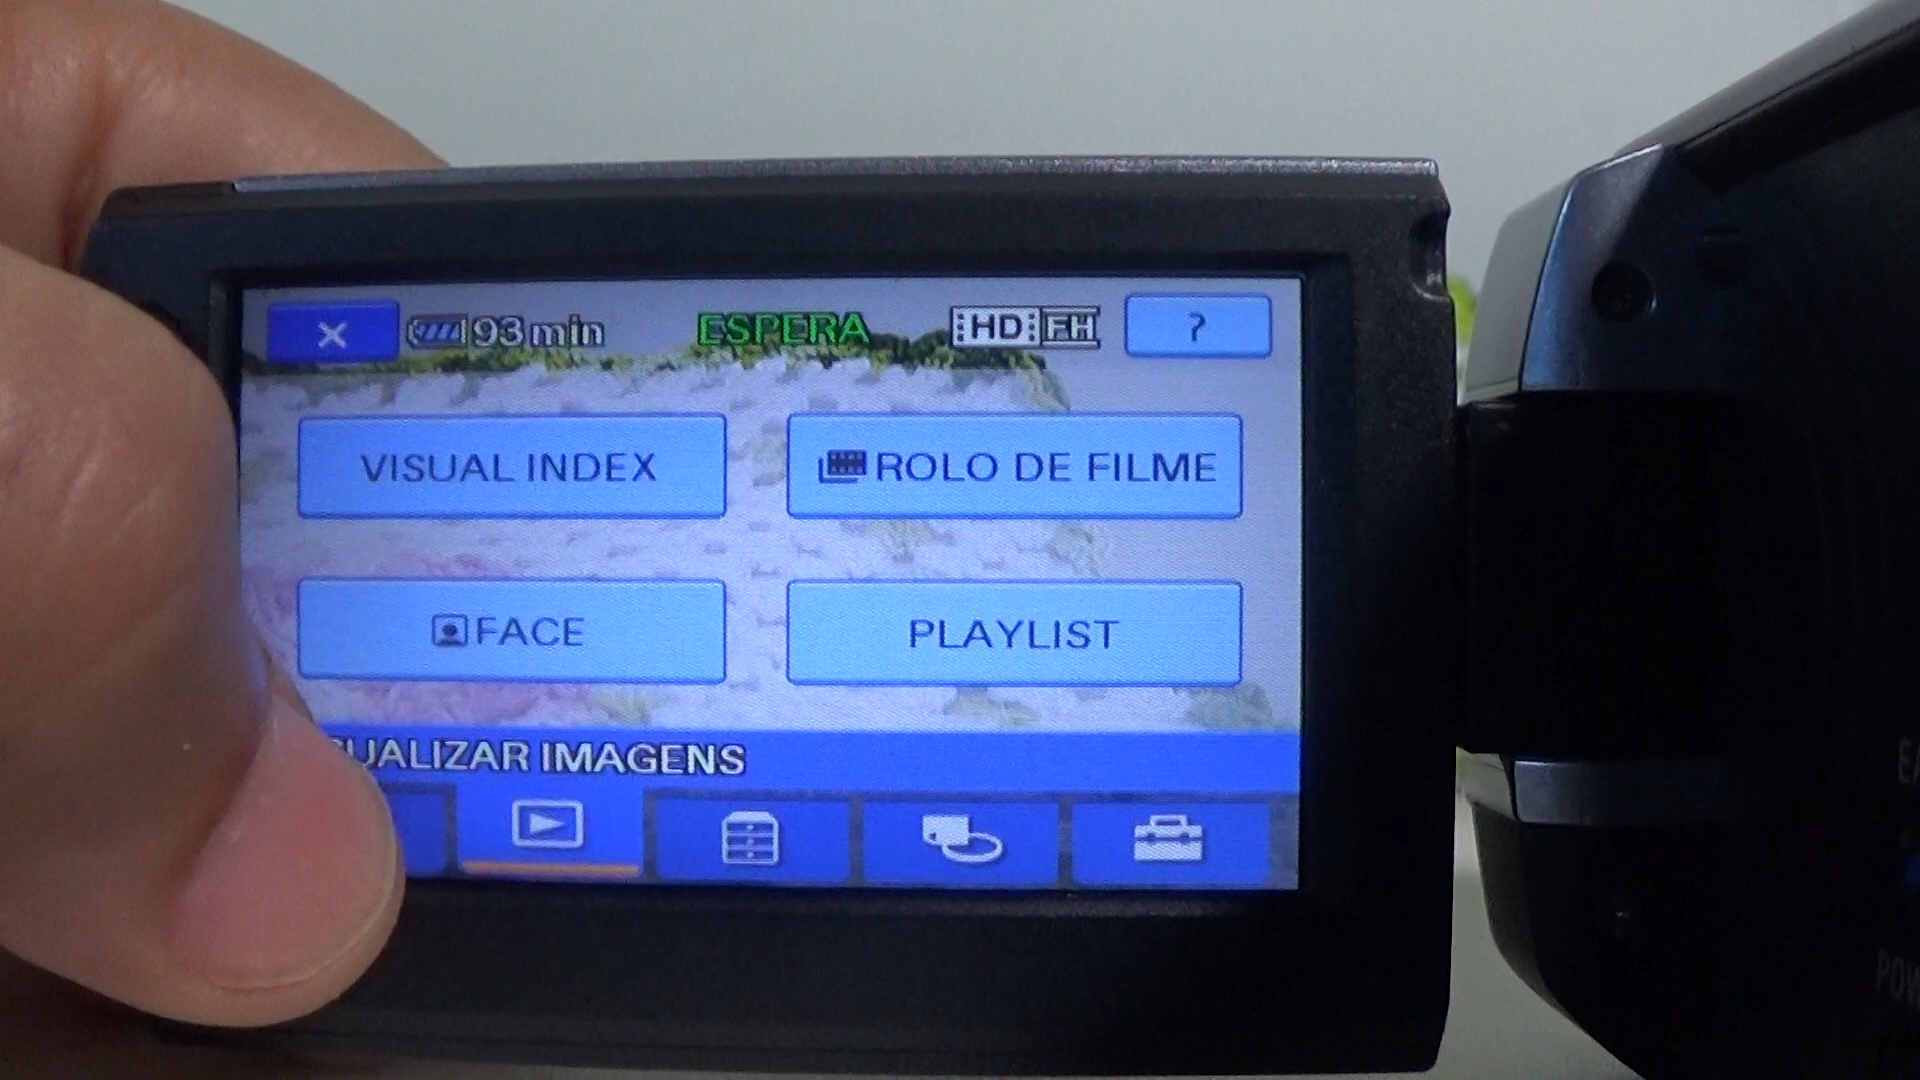 × 93min ESPERA HD FH ?
VISUAL INDEX
ROLO DE FILME
FACE
PLAYLIST
UALIZAR IMAGENS